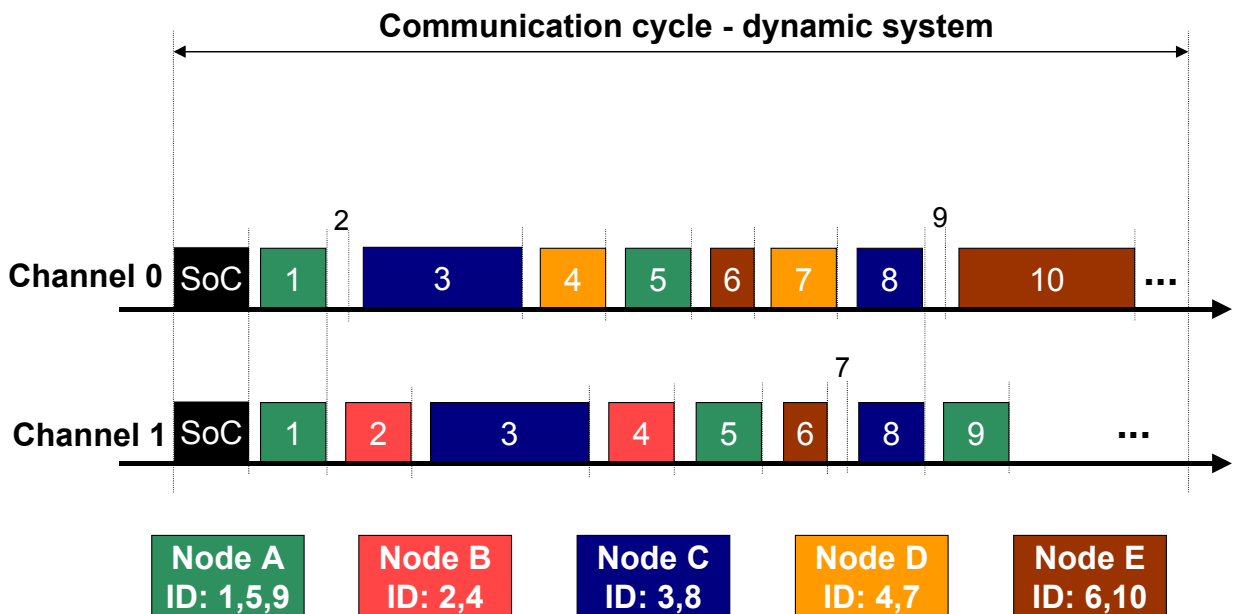 Communication cycle - dynamic system
2
9
Channel 0
SoC
1
3
4
5
6
7
8
10
...
7
Channel 1
SoC
1
2
3
4
5
6
8
9
...
Node A
ID: 1,5,9
Node B
ID: 2,4
Node C
ID: 3,8
Node D
ID: 4,7
Node E
ID: 6,10